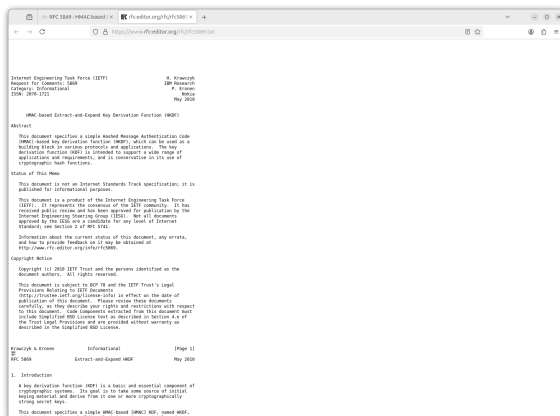 RFC 5869 - HMAC-based
rfc-editor.org/rfc/rfc586
https://www.rfc-editor.org/rfc/rfc5869.txt
Internet Engineering Task Force (IETF) H. Krawczyk
Request for Comments: 5869 IBM Research
Category: Informational P. Eronen
ISSN: 2070-1721 Nokia
May 2010
HMAC-based Extract-and-Expand Key Derivation Function (HKDF)
Abstract
This document specifies a simple Hashed Message Authentication Code
(HMAC)-based key derivation function (HKDF), which can be used as a
building block in various protocols and applications. The key
derivation function (KDF) is intended to support a wide range of
applications and requirements, and is conservative in its use of
cryptographic hash functions.
Status of This Memo
This document is not an Internet Standards Track specification; it is
published for informational purposes.
This document is a product of the Internet Engineering Task Force
(IETF). It represents the consensus of the IETF community. It has
received public review and has been approved for publication by the
Internet Engineering Steering Group (IESG). Not all documents
approved by the IESG are a candidate for any level of Internet
Standard; see Section 2 of RFC 5741.
Information about the current status of this document, any errata,
and how to provide feedback on it may be obtained at
http://www.rfc-editor.org/info/rfc5869.
Copyright Notice
Copyright (c) 2010 IETF Trust and the persons identified as the
document authors. All rights reserved.
This document is subject to BCP 78 and the IETF Trust's Legal
Provisions Relating to IETF Documents
(http://trustee.ietf.org/license-info) in effect on the date of
publication of this document. Please review these documents
carefully, as they describe your rights and restrictions with respect
to this document. Code Components extracted from this document must
include Simplified BSD License text as described in Section 4.e of
the Trust Legal Provisions and are provided without warranty as
described in the Simplified BSD License.
Krawczyk & Eronen Informational [Page 1]
RFC 5869 Extract-and-Expand HKDF May 2010
1. Introduction
A key derivation function (KDF) is a basic and essential component of
cryptographic systems. Its goal is to take some source of initial
keying material and derive from it one or more cryptographically
strong secret keys.
This document specifies a simple HMAC-based [HMAC] KDF, named HKDF,